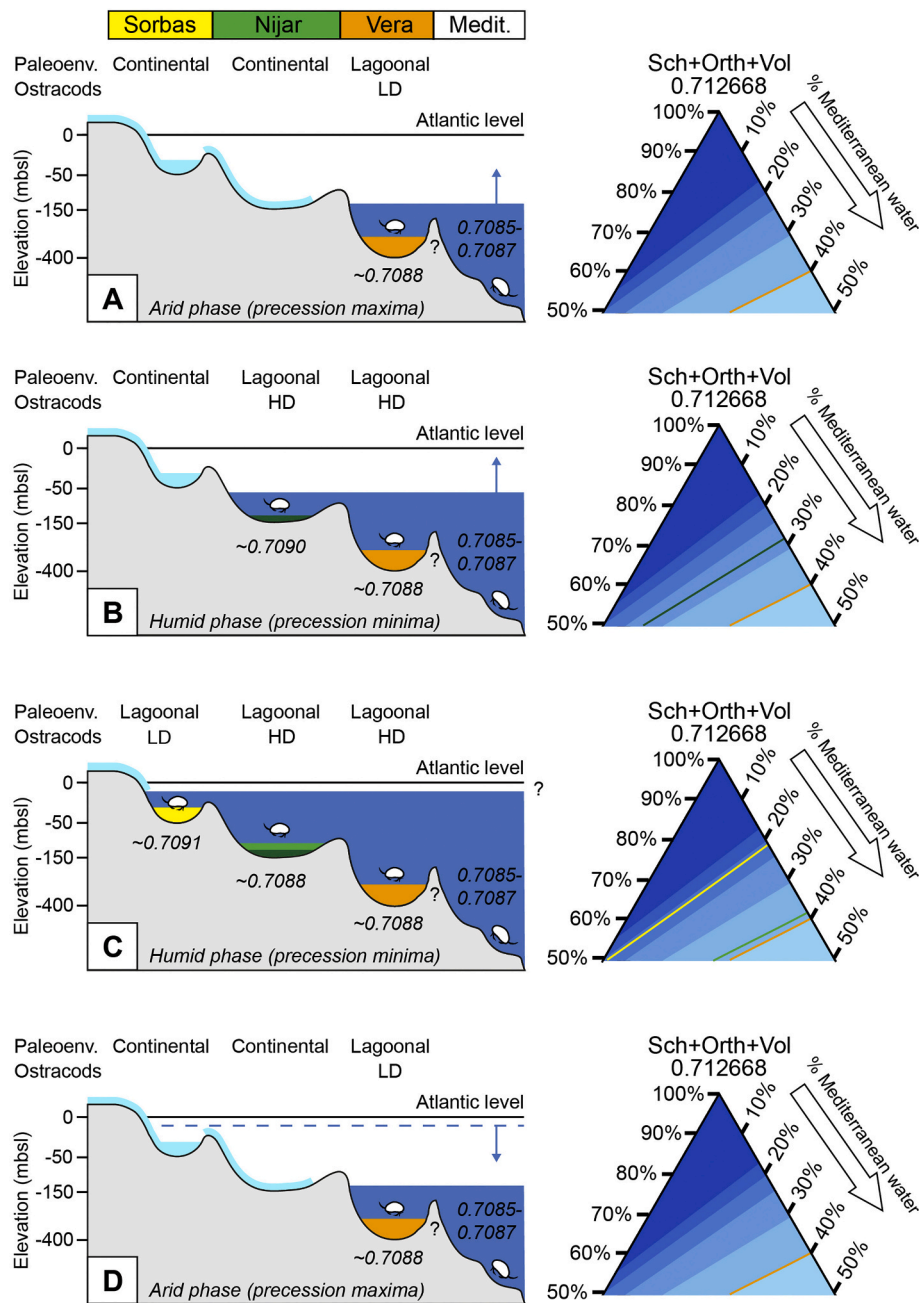 Sorbas Nijar Vera Medit.
Paleoenv. Continental Continental Lagoonal
Ostracods LD
Atlantic level
Elevation (mbsl)
0
-50
-150
-400
0.7085-
0.7087
?
~0.7088
A
Arid phase (precession maxima)
Sch+Orth+Vol
0.712668
100%
90%
80%
70%
60%
50%
10%
20%
30%
40%
50%
% Mediterranean water
Paleoenv. Continental Lagoonal Lagoonal
Ostracods HD HD
Atlantic level
Elevation (mbsl)
0
-50
-150
-400
~0.7090
0.7085-
0.7087
?
~0.7088
B
Humid phase (precession minima)
Sch+Orth+Vol
0.712668
100%
90%
80%
70%
60%
50%
10%
20%
30%
40%
50%
% Mediterranean water
Paleoenv. Lagoonal Lagoonal Lagoonal
Ostracods LD HD HD
Atlantic level
Elevation (mbsl)
0
-50
-150
-400
?
~0.7091
~0.7088
0.7085-
0.7087
?
~0.7088
C
Humid phase (precession minima)
Sch+Orth+Vol
0.712668
100%
90%
80%
70%
60%
50%
10%
20%
30%
40%
50%
% Mediterranean water
Paleoenv. Continental Continental Lagoonal
Ostracods LD
Atlantic level
Elevation (mbsl)
0
-50
-150
-400
0.7085-
0.7087
?
~0.7088
D
Arid phase (precession maxima)
Sch+Orth+Vol
0.712668
100%
90%
80%
70%
60%
50%
10%
20%
30%
40%
50%
% Mediterranean water